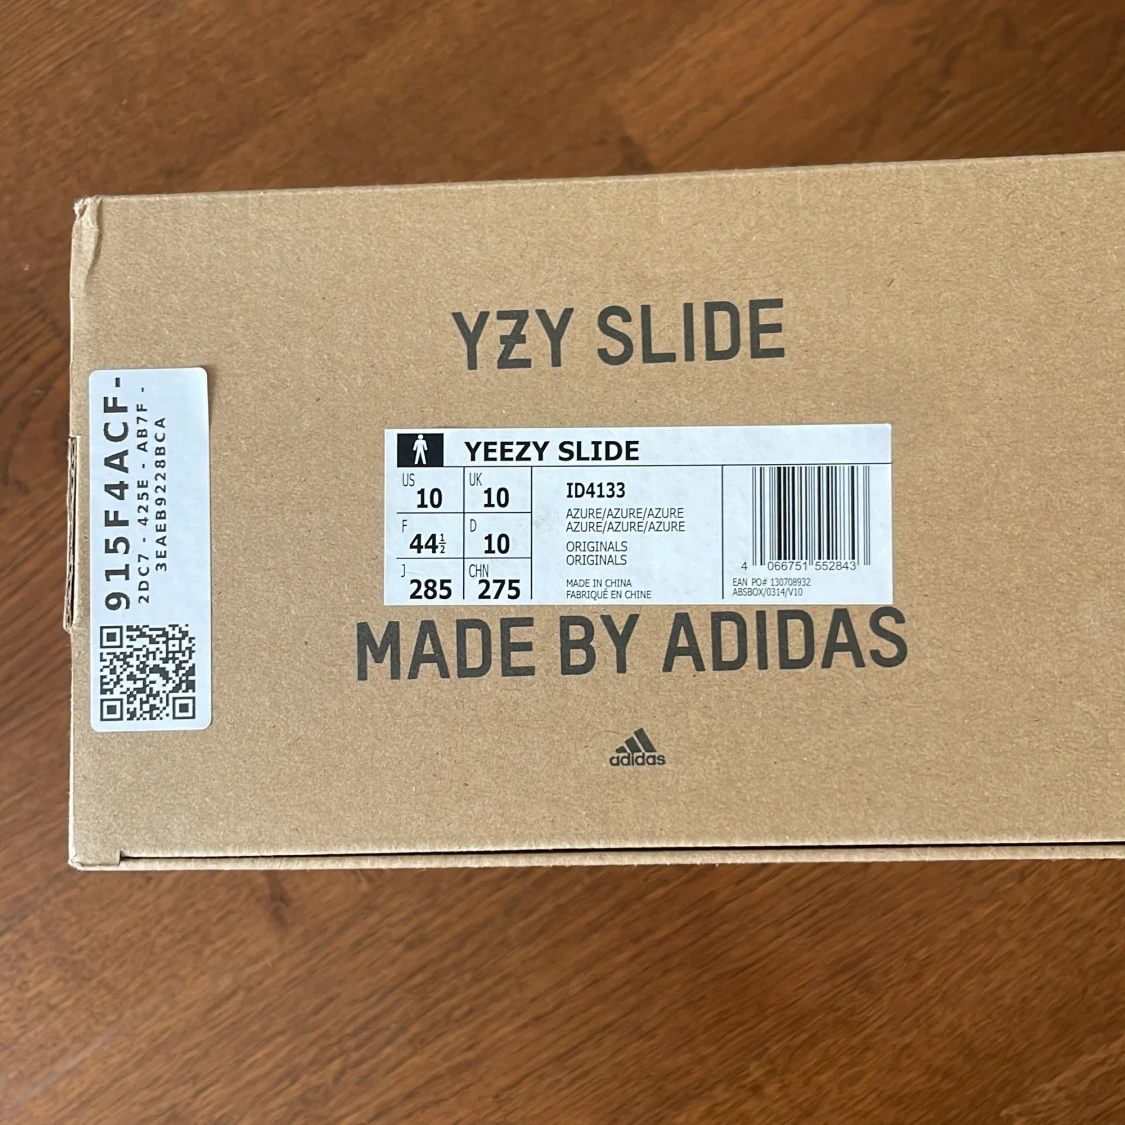 YZY SLIDE
915F4ACF-
2DC7 - 425E - AB7F -
3EAEB9228BCA
YEEZY SLIDE
US 10
UK 10
F 44½
D 10
J 285
CHN 275
ID4133
AZURE/AZURE/AZURE
AZURE/AZURE/AZURE
ORIGINALS
ORIGINALS
MADE IN CHINA
FABRIQUÉ EN CHINE
4 066751 552843
EAN PO# 130708932
ABSBOX/0314/V10
MADE BY ADIDAS
adidas